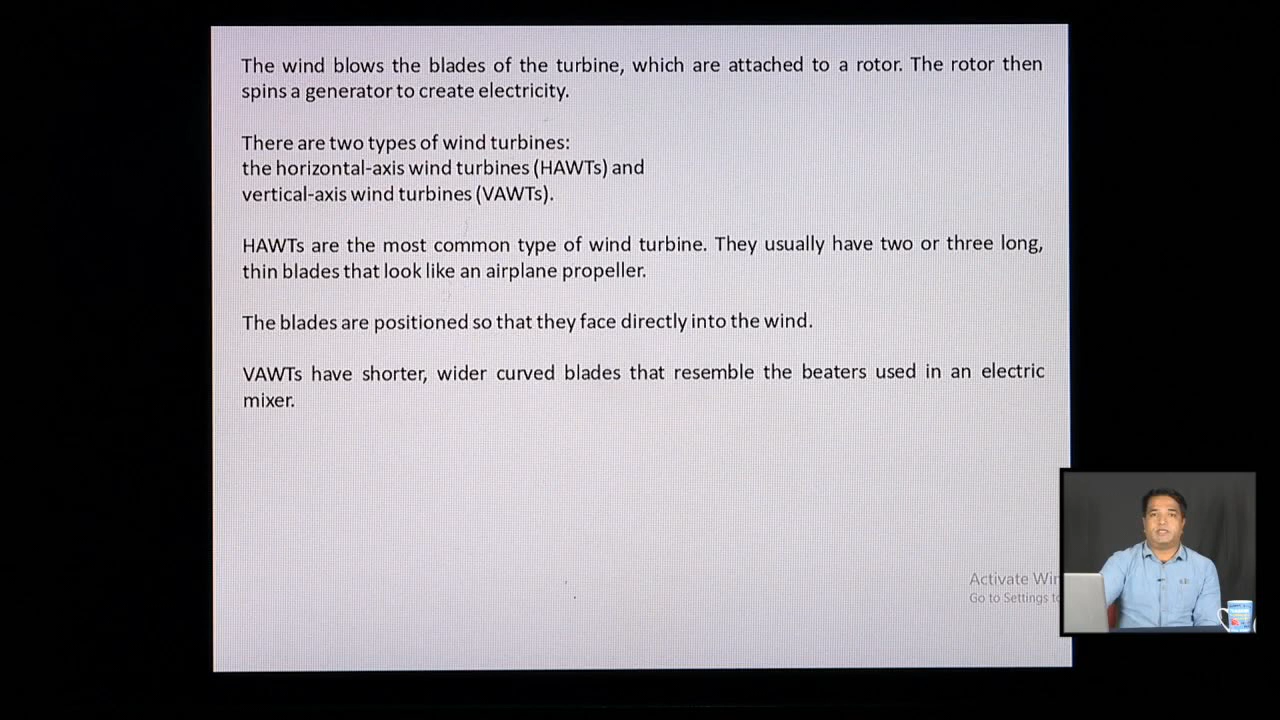 The wind blows the blades of the turbine, which are attached to a rotor. The rotor then
spins a generator to create electricity.
There are two types of wind turbines:
the horizontal-axis wind turbines (HAWTs) and
vertical-axis wind turbines (VAWTs).
HAWTs are the most common type of wind turbine. They usually have two or three long,
thin blades that look like an airplane propeller.
The blades are positioned so that they face directly into the wind.
VAWTs have shorter, wider curved blades that resemble the beaters used in an electric
mixer.
Activate Win
Go to Settings to